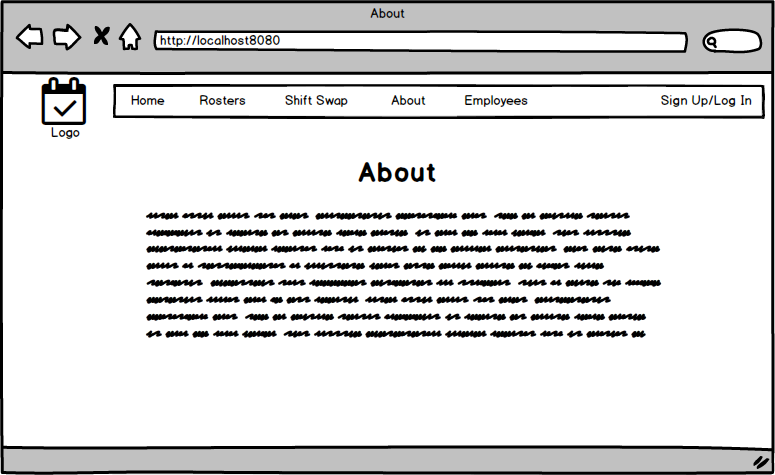 About
http://localhost8080
Home Rosters Shift Swap About Employees Sign Up/Log In
Logo
About